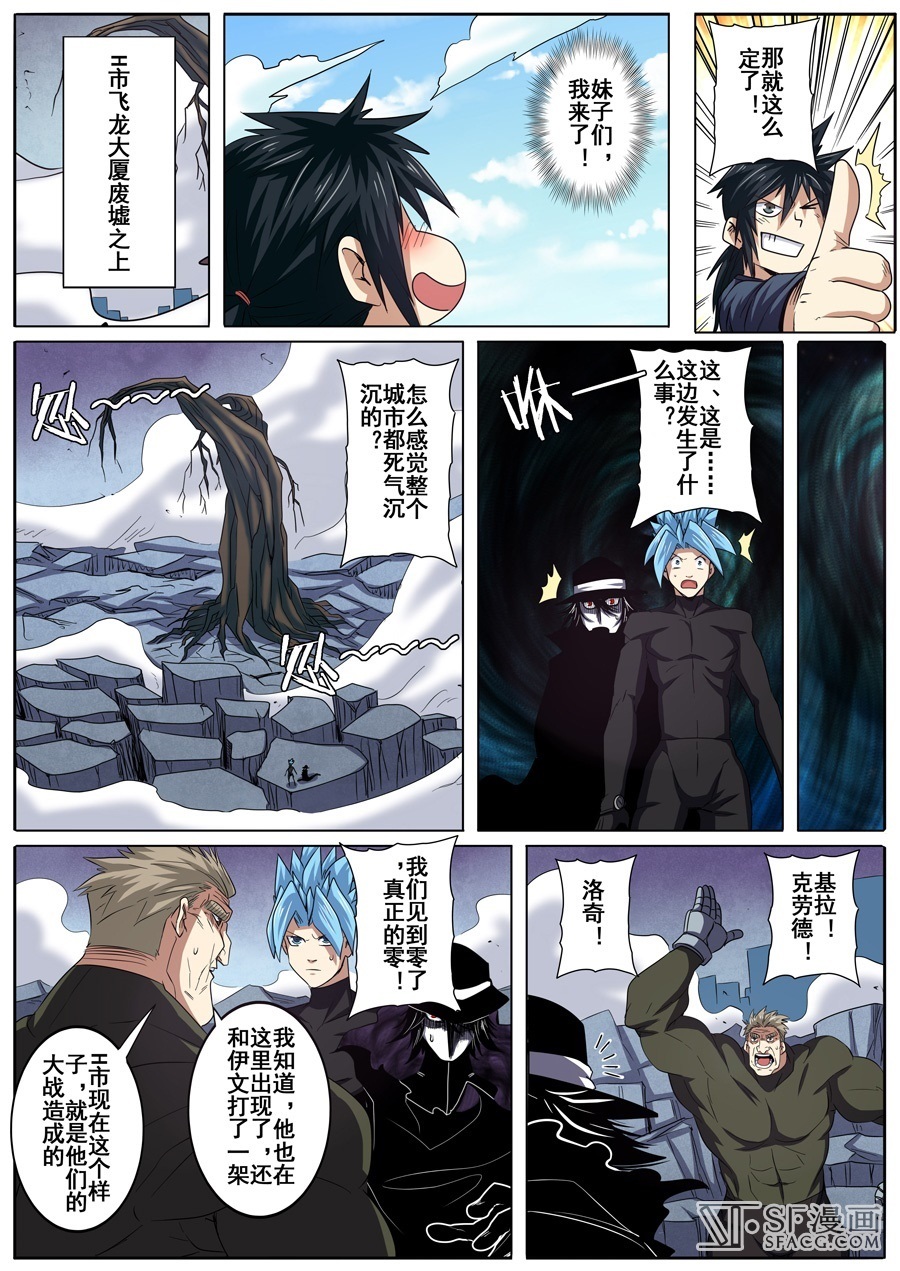 那就这么
定了！
妹子们，
我来了！
H市飞龙大厦废墟之上
这、这是……
这边发生了什
么事？
咻
怎么感觉整个
城市都死气沉
沉的？
忽
忽
基拉！
克劳德！
洛奇！
我们见到零了
，真正的零！
我知道，他也在
这里出现了，还
和伊文打了一架
H市现在这个样
子，就是他们的
大战造成的
SF漫画
SFACG.COM